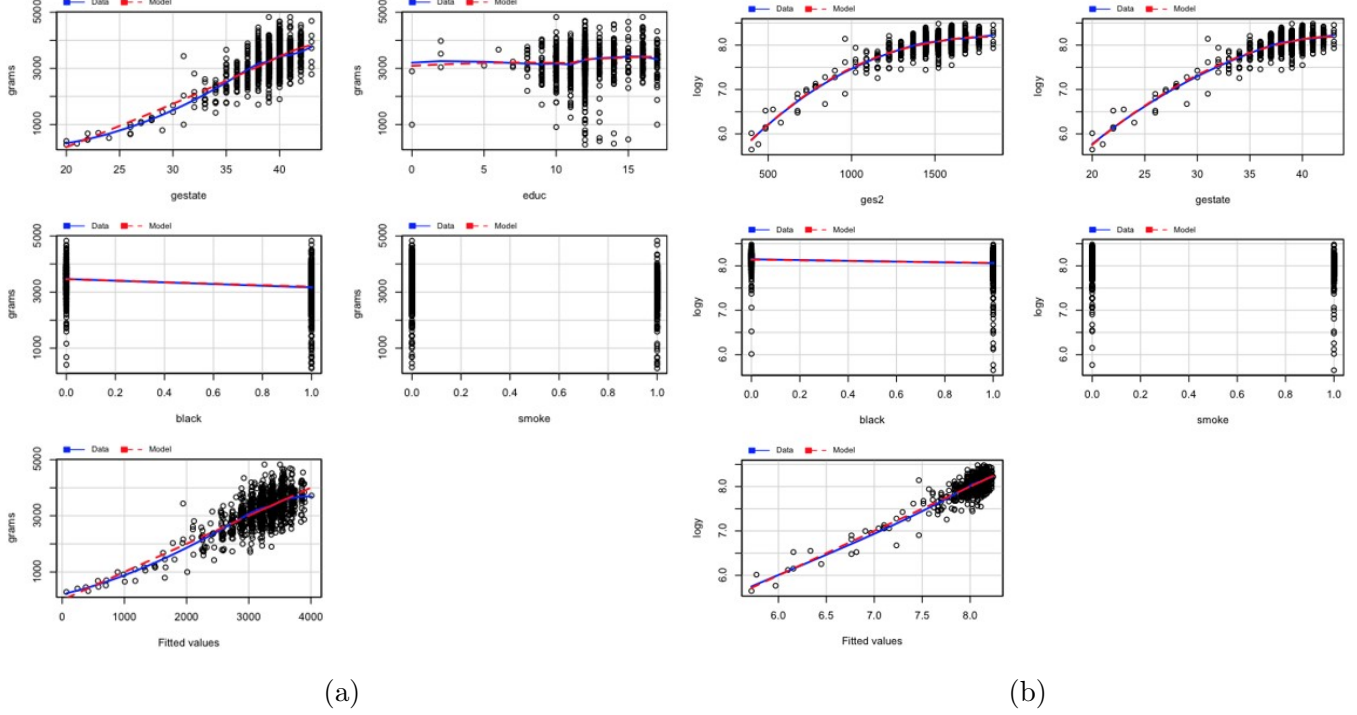 Data Model Data Model Data Model Data Model
grams 1000 3000 5000 grams 1000 3000 5000 logy 6.0 7.0 8.0 logy 6.0 7.0 8.0
20 25 30 35 40 0 5 10 15 500 1000 1500 20 25 30 35 40
gestate educ ges2 gestate
Data Model Data Model Data Model Data Model
grams 1000 3000 5000 grams 1000 3000 5000 logy 6.0 7.0 8.0 logy 6.0 7.0 8.0
0.0 0.2 0.4 0.6 0.8 1.0 0.0 0.2 0.4 0.6 0.8 1.0 0.0 0.2 0.4 0.6 0.8 1.0 0.0 0.2 0.4 0.6 0.8 1.0
black smoke black smoke
Data Model Data Model
grams 1000 3000 5000 logy 6.0 7.0 8.0
0 1000 2000 3000 4000 6.0 6.5 7.0 7.5 8.0
Fitted values Fitted values
(a) (b)